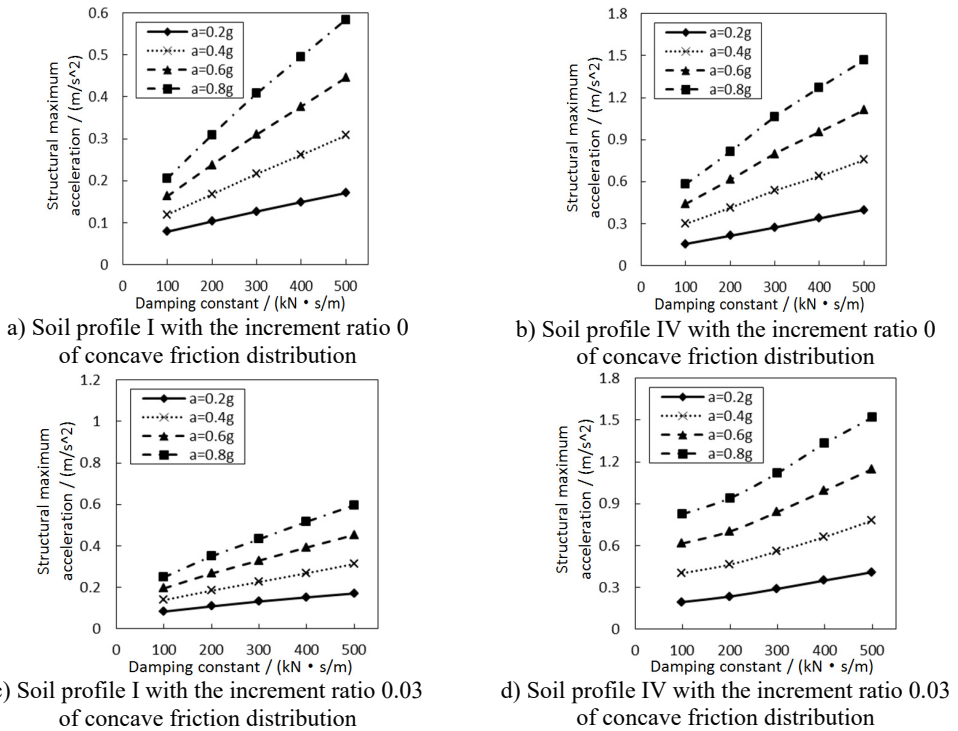 0.6
0.5
0.4
0.3
0.2
0.1
0
a=0.2g
a=0.4g
a=0.6g
a=0.8g
Structural maximum
acceleration / (m/s^2)
0 100 200 300 400 500
Damping constant / (kN・s/m)
a) Soil profile I with the increment ratio 0
of concave friction distribution
1.8
1.5
1.2
0.9
0.6
0.3
0
a=0.2g
a=0.4g
a=0.6g
a=0.8g
Structural maximum
acceleration / (m/s^2)
0 100 200 300 400 500
Damping constant / (kN・s/m)
b) Soil profile IV with the increment ratio 0
of concave friction distribution
1.2
1
0.8
0.6
0.4
0.2
0
a=0.2g
a=0.4g
a=0.6g
a=0.8g
Structural maximum
acceleration / (m/s^2)
0 100 200 300 400 500
Damping constant / (kN・s/m)
) Soil profile I with the increment ratio 0.03
of concave friction distribution
1.8
1.5
1.2
0.9
0.6
0.3
0
a=0.2g
a=0.4g
a=0.6g
a=0.8g
Structural maximum
acceleration / (m/s^2)
0 100 200 300 400 500
Damping constant / (kN・s/m)
d) Soil profile IV with the increment ratio 0.03
of concave friction distribution